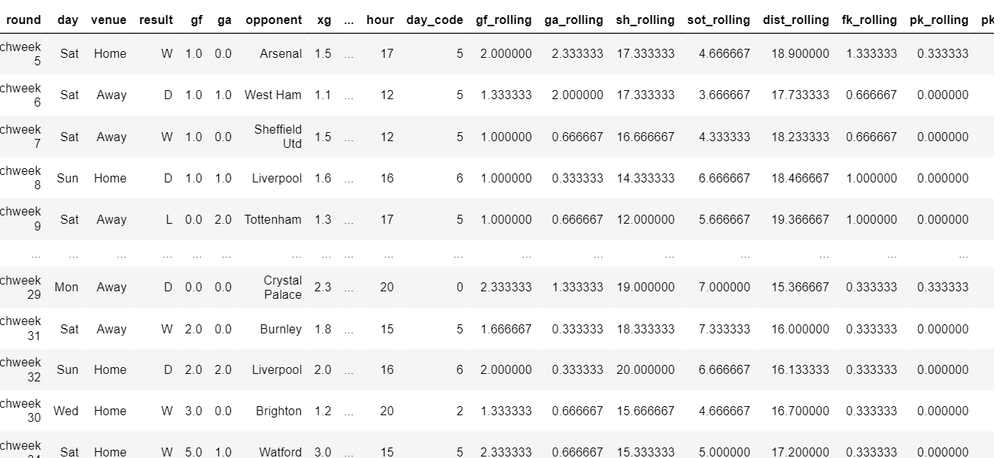 round day venue result gf ga opponent xg ... hour day_code gf_rolling ga_rolling sh_rolling sot_rolling dist_rolling fk_rolling pk_rolling pk
chweek 5 Sat Home W 1.0 0.0 Arsenal 1.5 ... 17 5 2.000000 2.333333 17.333333 4.666667 18.900000 1.333333 0.333333
chweek 6 Sat Away D 1.0 1.0 West Ham 1.1 ... 12 5 1.333333 2.000000 17.333333 3.666667 17.733333 0.666667 0.000000
chweek 7 Sat Away W 1.0 0.0 Sheffield Utd 1.5 ... 12 5 1.000000 0.666667 16.666667 4.333333 18.233333 0.666667 0.000000
chweek 8 Sun Home D 1.0 1.0 Liverpool 1.6 ... 16 6 1.000000 0.333333 14.333333 6.666667 18.466667 1.000000 0.000000
chweek 9 Sat Away L 0.0 2.0 Tottenham 1.3 ... 17 5 1.000000 0.666667 12.000000 5.666667 19.366667 1.000000 0.000000
... ... ... ... ... ... ... ... ... ... ... ... ... ... ... ... ... ...
chweek 29 Mon Away D 0.0 0.0 Crystal Palace 2.3 ... 20 0 2.333333 1.333333 19.000000 7.000000 15.366667 0.333333 0.333333
chweek 31 Sat Away W 2.0 0.0 Burnley 1.8 ... 15 5 1.666667 0.333333 18.333333 7.333333 16.000000 0.333333 0.000000
chweek 32 Sun Home D 2.0 2.0 Liverpool 2.0 ... 16 6 2.000000 0.333333 20.000000 6.666667 16.133333 0.333333 0.000000
chweek 30 Wed Home W 3.0 0.0 Brighton 1.2 ... 20 2 1.333333 0.666667 15.666667 4.666667 16.700000 0.333333 0.000000
chweek Sat Home W 5.0 1.0 Watford 3.0 ... 15 5 2.333333 0.666667 15.333333 5.000000 17.200000 0.333333 0.000000